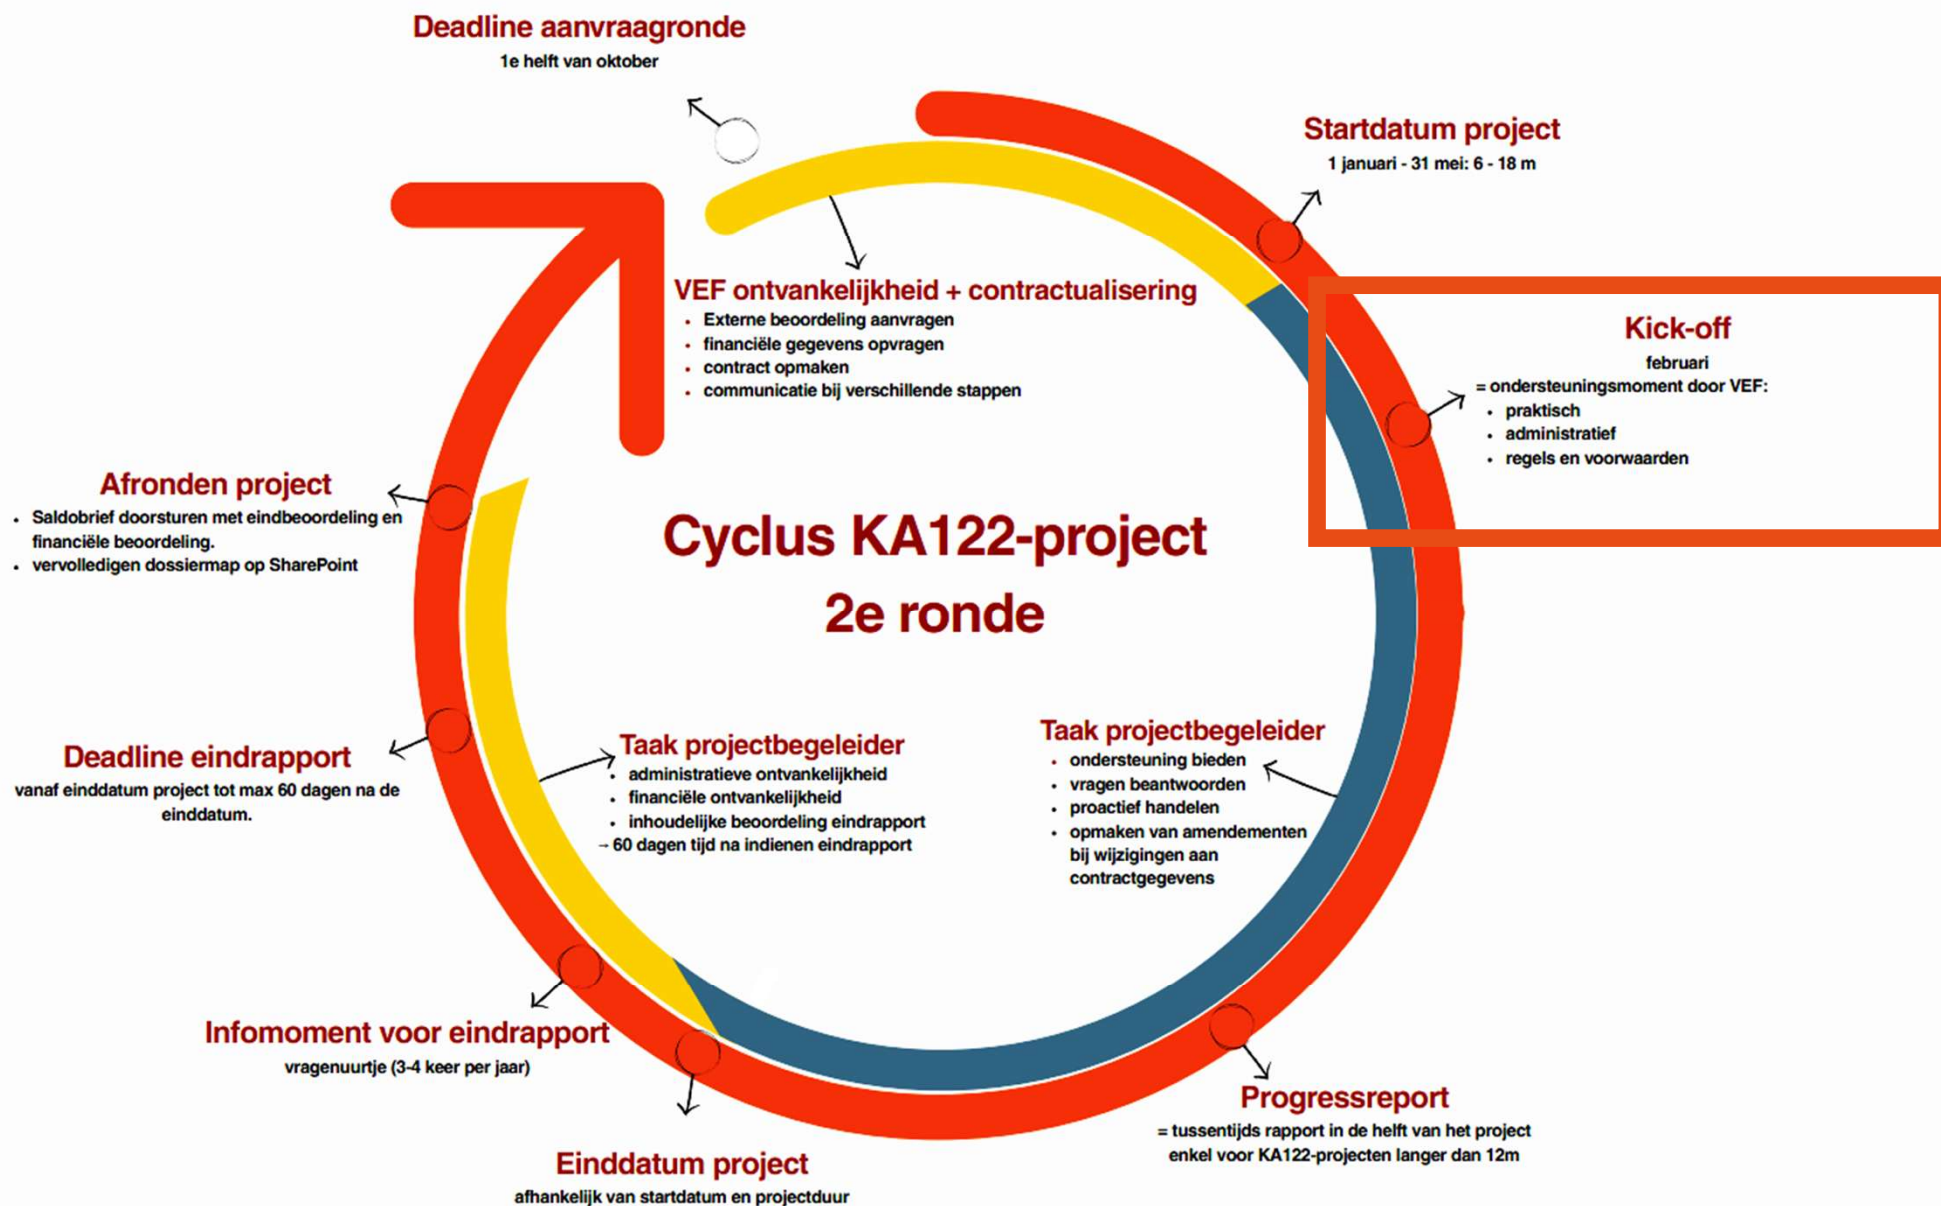 Deadline aanvraagronde
1e helft van oktober
Startdatum project
1 januari - 31 mei: 6 - 18 m
VEF ontvankelijkheid + contractualisering
• Externe beoordeling aanvragen
• financiële gegevens opvragen
• contract opmaken
• communicatie bij verschillende stappen
Kick-off
februari
= ondersteuningsmoment door VEF:
• praktisch
• administratief
• regels en voorwaarden
Afronden project
• Saldobrief doorsturen met eindbeoordeling en
financiële beoordeling.
• vervolledigen dossiermap op SharePoint
Cyclus KA122-project
2e ronde
Deadline eindrapport
vanaf einddatum project tot max 60 dagen na de
einddatum.
Taak projectbegeleider
• administratieve ontvankelijkheid
• financiële ontvankelijkheid
• inhoudelijke beoordeling eindrapport
→ 60 dagen tijd na indienen eindrapport
Taak projectbegeleider
• ondersteuning bieden
• vragen beantwoorden
• proactief handelen
• opmaken van amendementen
bij wijzigingen aan
contractgegevens
Infomoment voor eindrapport
vragenuurtje (3-4 keer per jaar)
Einddatum project
afhankelijk van startdatum en projectduur
Progressreport
= tussentijds rapport in de helft van het project
enkel voor KA122-projecten langer dan 12m